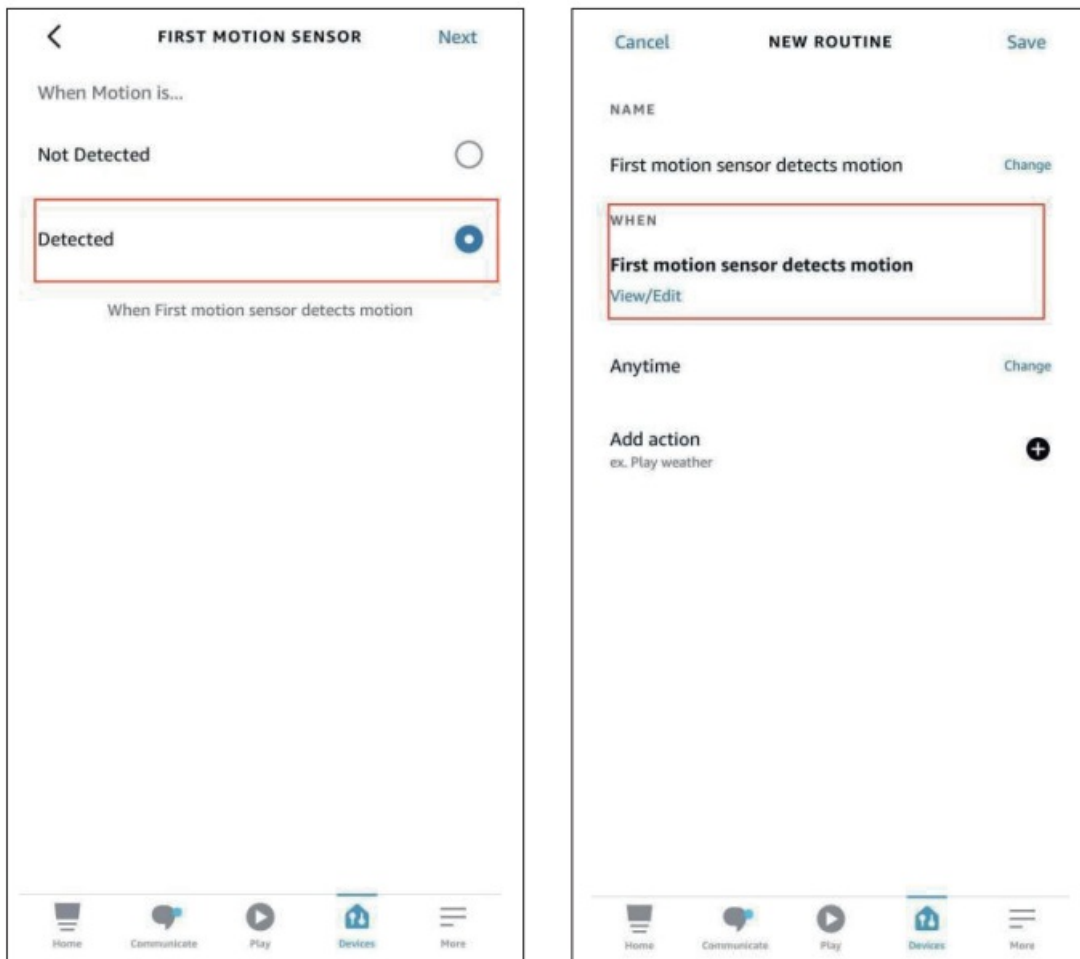 FIRST MOTION SENSOR Next
When Motion is...
Not Detected
Detected
When First motion sensor detects motion
Home Communicate Play Devices More
Cancel NEW ROUTINE Save
NAME
First motion sensor detects motion Change
WHEN
First motion sensor detects motion
View/Edit
Anytime Change
Add action
ex. Play weather
Home Communicate Play Devices More